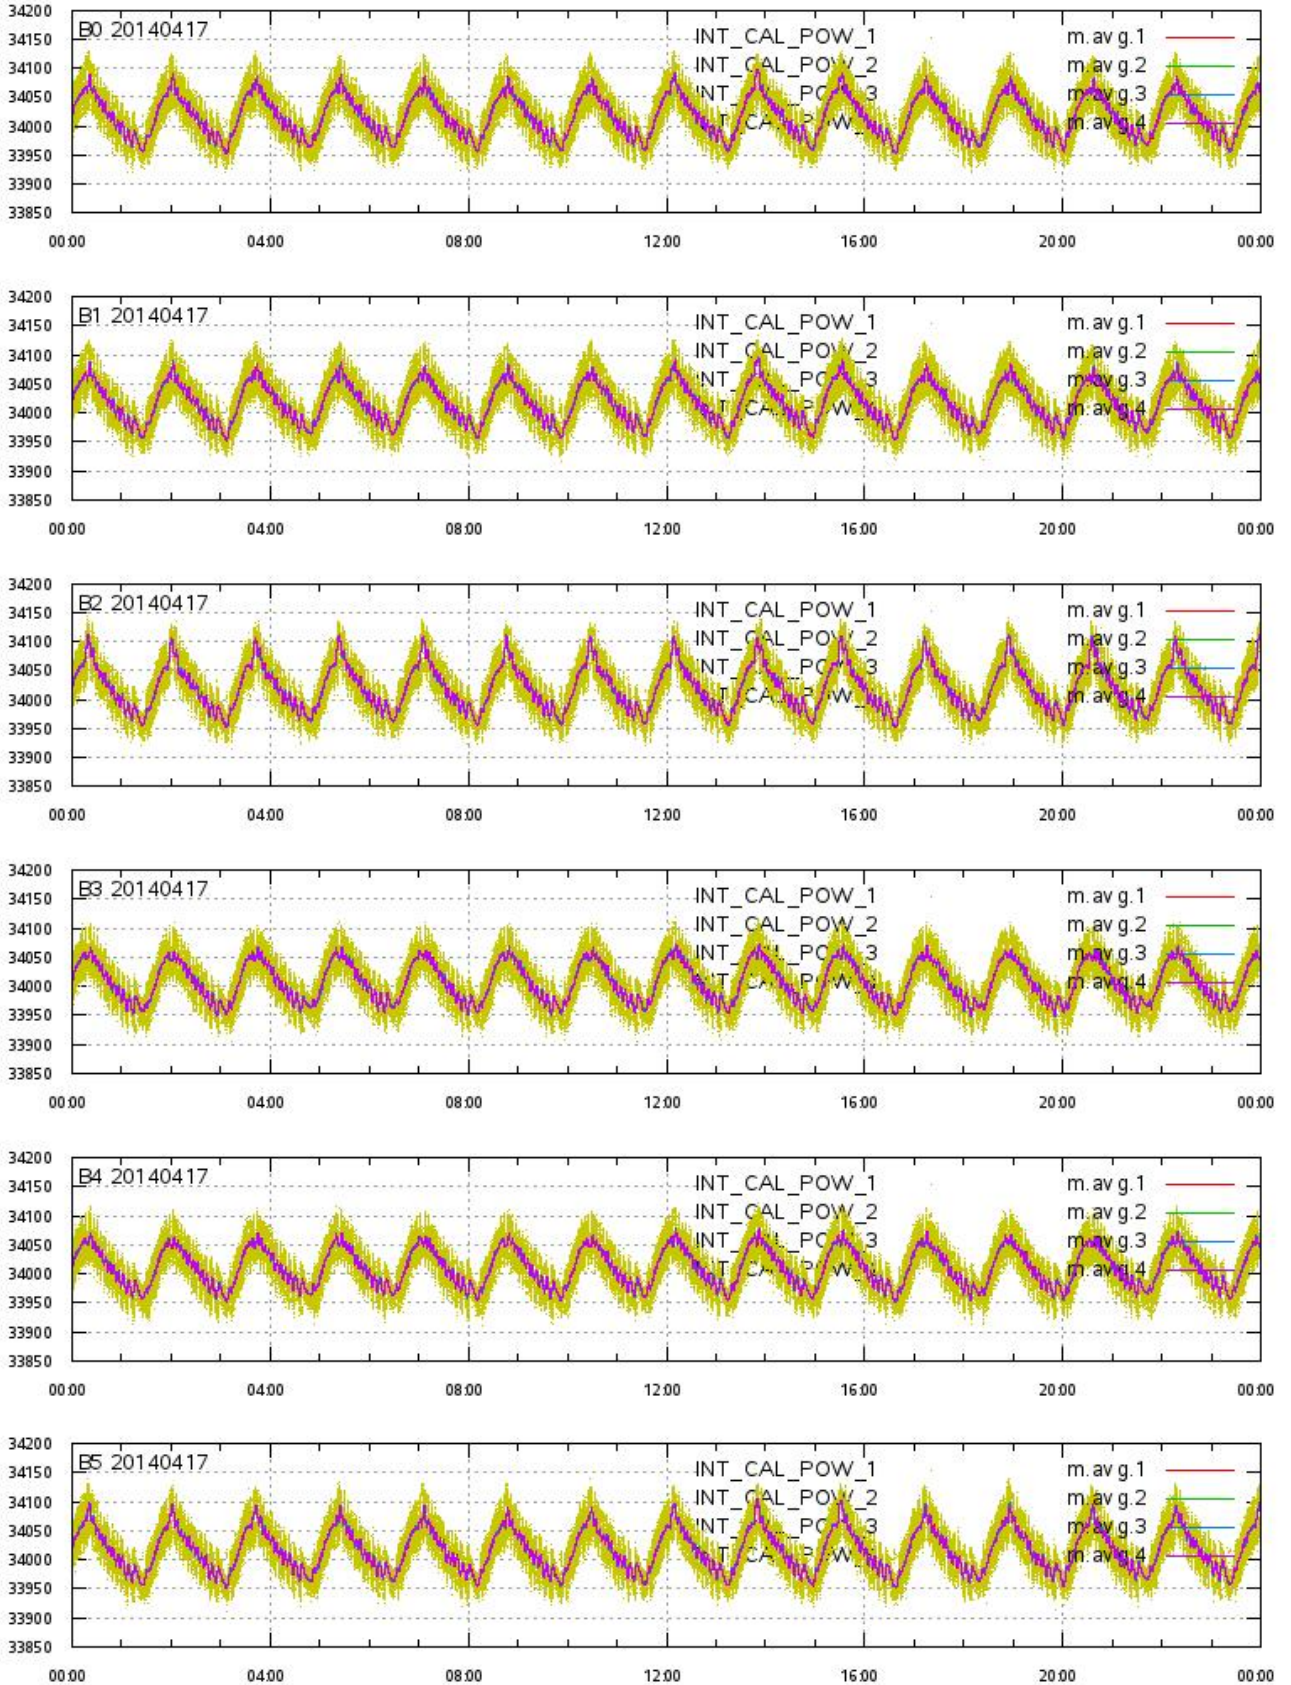 34200
B0 20140417
34150 INT_CAL_POW_1 m.avg.1
34100 INT_CAL_POW_2 m.avg.2
34050 INT_CAL_POW_3 m.avg.3
34000 m.avg.4
33950
33900
33850
00:00 04:00 08:00 12:00 16:00 20:00 00:00
34200
B1 20140417
34150 INT_CAL_POW_1 m.avg.1
34100 INT_CAL_POW_2 m.avg.2
34050 INT_CAL_POW_3 m.avg.3
34000 m.avg.4
33950
33900
33850
00:00 04:00 08:00 12:00 16:00 20:00 00:00
34200
B2 20140417
34150 INT_CAL_POW_1 m.avg.1
34100 INT_CAL_POW_2 m.avg.2
34050 INT_CAL_POW_3 m.avg.3
34000 m.avg.4
33950
33900
33850
00:00 04:00 08:00 12:00 16:00 20:00 00:00
34200
B3 20140417
34150 INT_CAL_POW_1 m.avg.1
34100 INT_CAL_POW_2 m.avg.2
34050 INT_CAL_POW_3 m.avg.3
34000 m.avg.4
33950
33900
33850
00:00 04:00 08:00 12:00 16:00 20:00 00:00
34200
B4 20140417
34150 INT_CAL_POW_1 m.avg.1
34100 INT_CAL_POW_2 m.avg.2
34050 INT_CAL_POW_3 m.avg.3
34000 m.avg.4
33950
33900
33850
00:00 04:00 08:00 12:00 16:00 20:00 00:00
34200
B5 20140417
34150 INT_CAL_POW_1 m.avg.1
34100 INT_CAL_POW_2 m.avg.2
34050 INT_CAL_POW_3 m.avg.3
34000 m.avg.4
33950
33900
33850
00:00 04:00 08:00 12:00 16:00 20:00 00:00